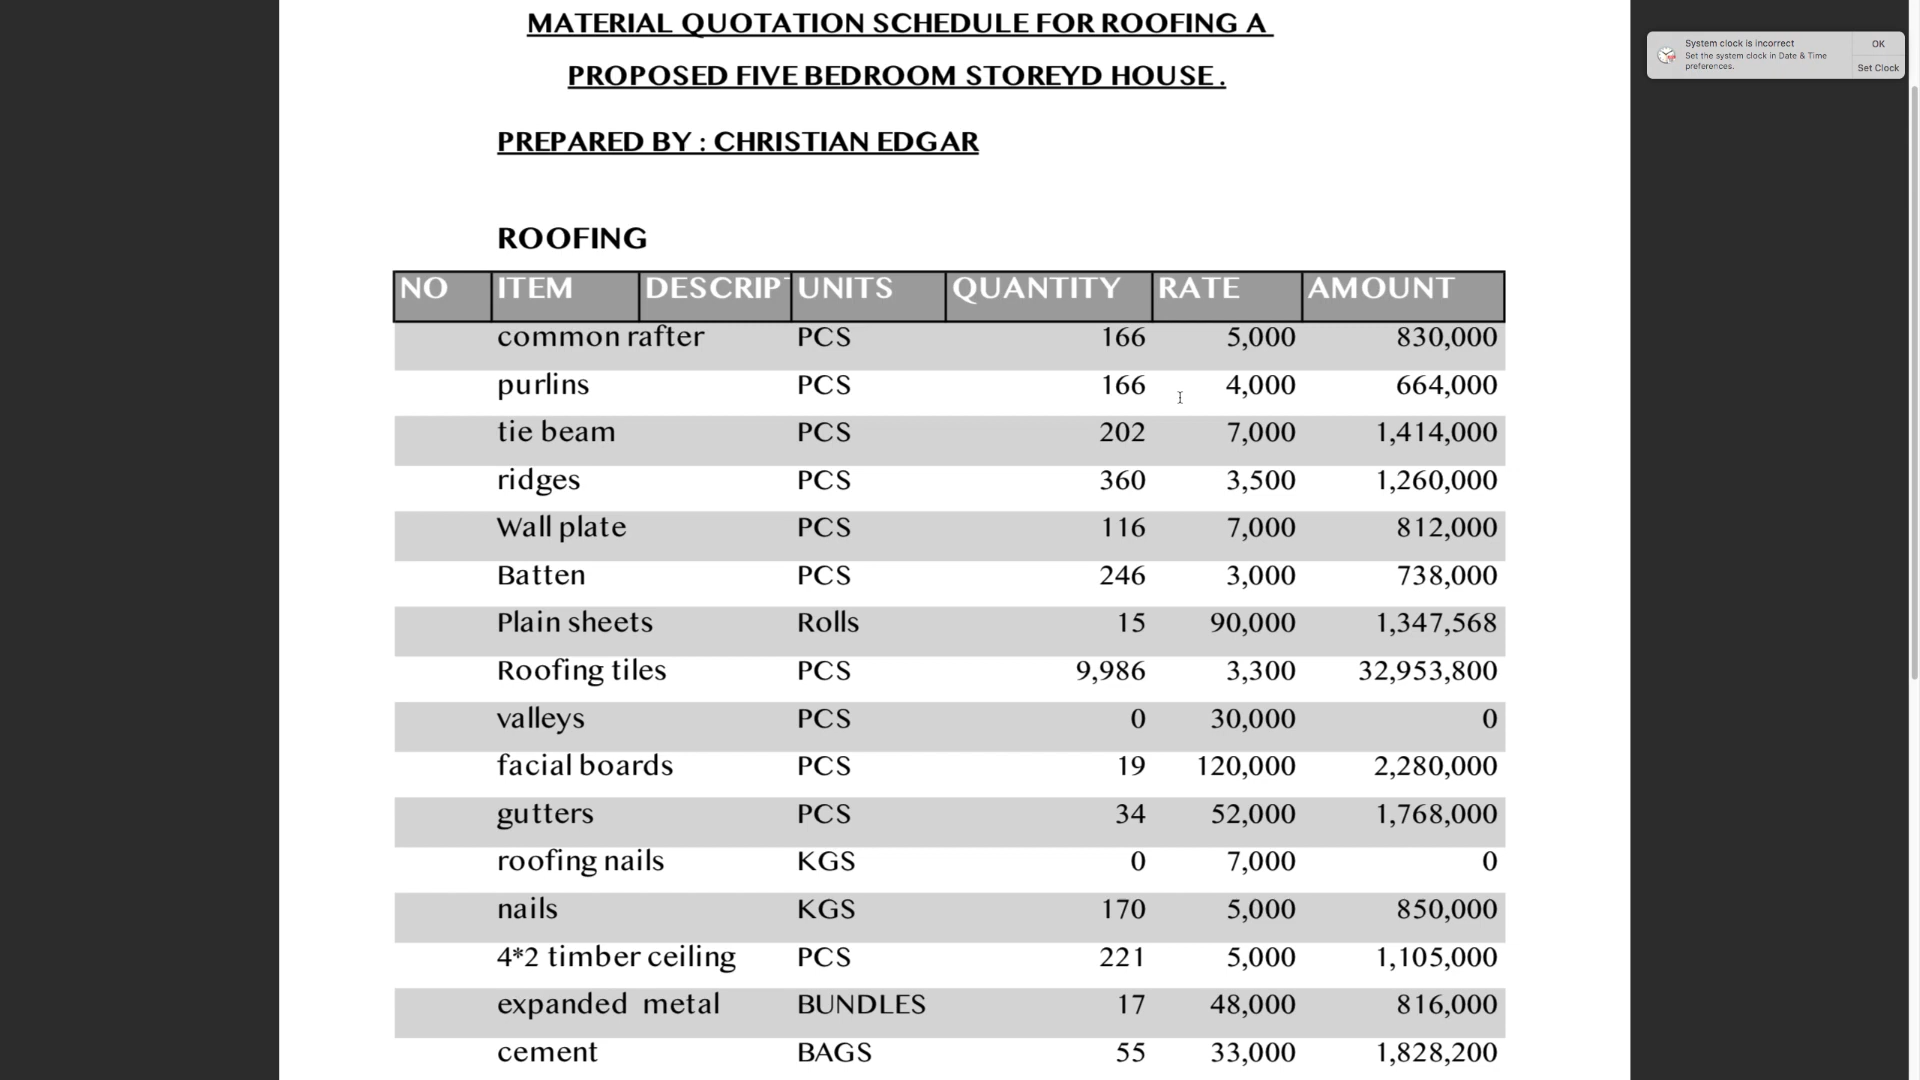 MATERIAL QUOTATION SCHEDULE FOR ROOFING A
PROPOSED FIVE BEDROOM STOREYD HOUSE .
PREPARED BY : CHRISTIAN EDGAR
ROOFING
NO ITEM DESCRIP UNITS QUANTITY RATE AMOUNT
common rafter PCS 166 5,000 830,000
purlins PCS 166 4,000 664,000
tie beam PCS 202 7,000 1,414,000
ridges PCS 360 3,500 1,260,000
Wall plate PCS 116 7,000 812,000
Batten PCS 246 3,000 738,000
Plain sheets Rolls 15 90,000 1,347,568
Roofing tiles PCS 9,986 3,300 32,953,800
valleys PCS 0 30,000 0
facial boards PCS 19 120,000 2,280,000
gutters PCS 34 52,000 1,768,000
roofing nails KGS 0 7,000 0
nails KGS 170 5,000 850,000
4*2 timber ceiling PCS 221 5,000 1,105,000
expanded metal BUNDLES 17 48,000 816,000
cement BAGS 55 33,000 1,828,200
System clock is incorrect
Set the system clock in Date & Time
preferences.
OK
Set Clock